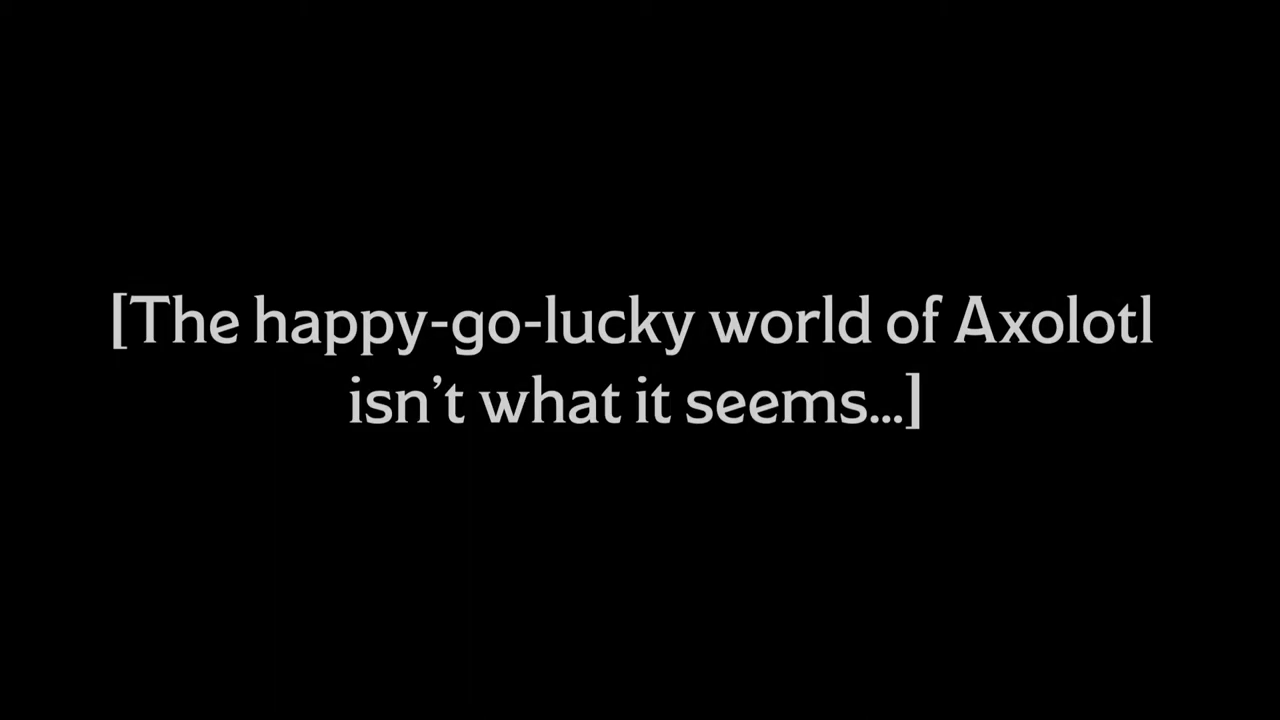 [The happy-go-lucky world of Axolotl
isn’t what it seems...]